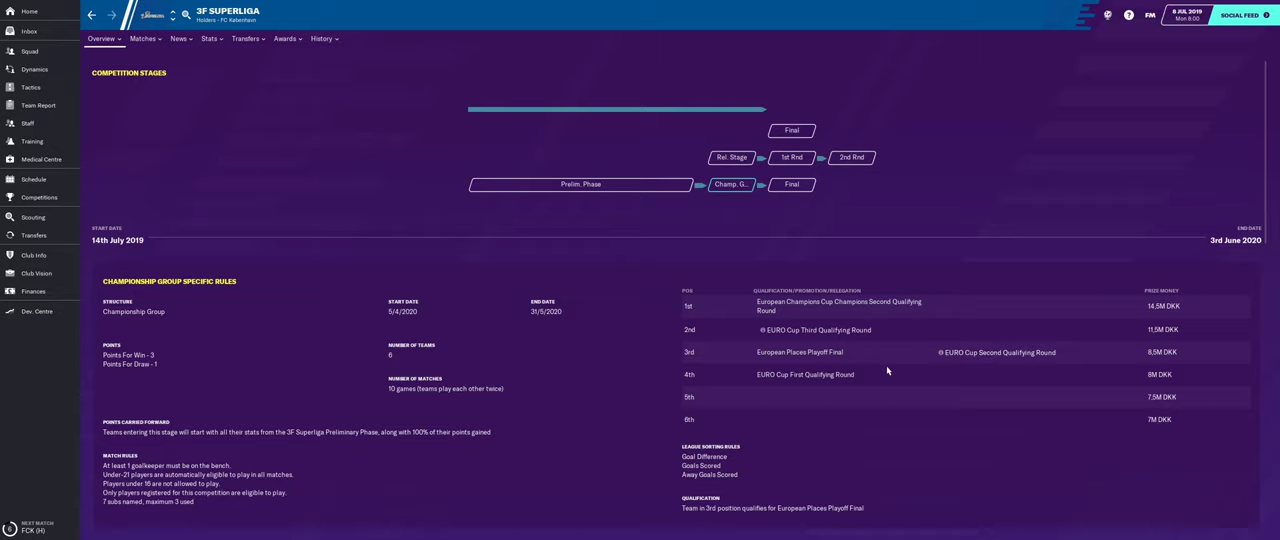 Home
Inbox
Squad
Dynamics
Tactics
Team Report
Staff
Training
Medical Centre
Schedule
Competitions
Scouting
Transfers
Club Info
Club Vision
Finances
Dev. Centre
6 NEXT MATCH
FCK (H)
3F SUPERLIGA
Holders - FC København
FM
8 JUL 2019
Mon 8:00
SOCIAL FEED
Overview Matches News Stats Transfers Awards History
COMPETITION STAGES
Final
Rel. Stage 1st Rnd 2nd Rnd
Prelim. Phase Champ. G... Final
START DATE END DATE
14th July 2019 3rd June 2020
CHAMPIONSHIP GROUP SPECIFIC RULES
STRUCTURE START DATE END DATE
Championship Group 5/4/2020 31/5/2020
POINTS NUMBER OF TEAMS
Points For Win - 3 6
Points For Draw - 1
NUMBER OF MATCHES
10 games (teams play each other twice)
POINTS CARRIED FORWARD
Teams entering this stage will start with all their stats from the 3F Superliga Preliminary Phase, along with 100% of their points gained
MATCH RULES
At least 1 goalkeeper must be on the bench.
Under-21 players are automatically eligible to play in all matches.
Players under 16 are not allowed to play.
Only players registered for this competition are eligible to play.
7 subs named, maximum 3 used
POS QUALIFICATION/PROMOTION/RELEGATION PRIZE MONEY
1st European Champions Cup Champions Second Qualifying
Round 14,5M DKK
2nd EURO Cup Third Qualifying Round 11,5M DKK
3rd European Places Playoff Final EURO Cup Second Qualifying Round 8,5M DKK
4th EURO Cup First Qualifying Round 8M DKK
5th 7,5M DKK
6th 7M DKK
LEAGUE SORTING RULES
Goal Difference
Goals Scored
Away Goals Scored
QUALIFICATION
Team in 3rd position qualifies for European Places Playoff Final